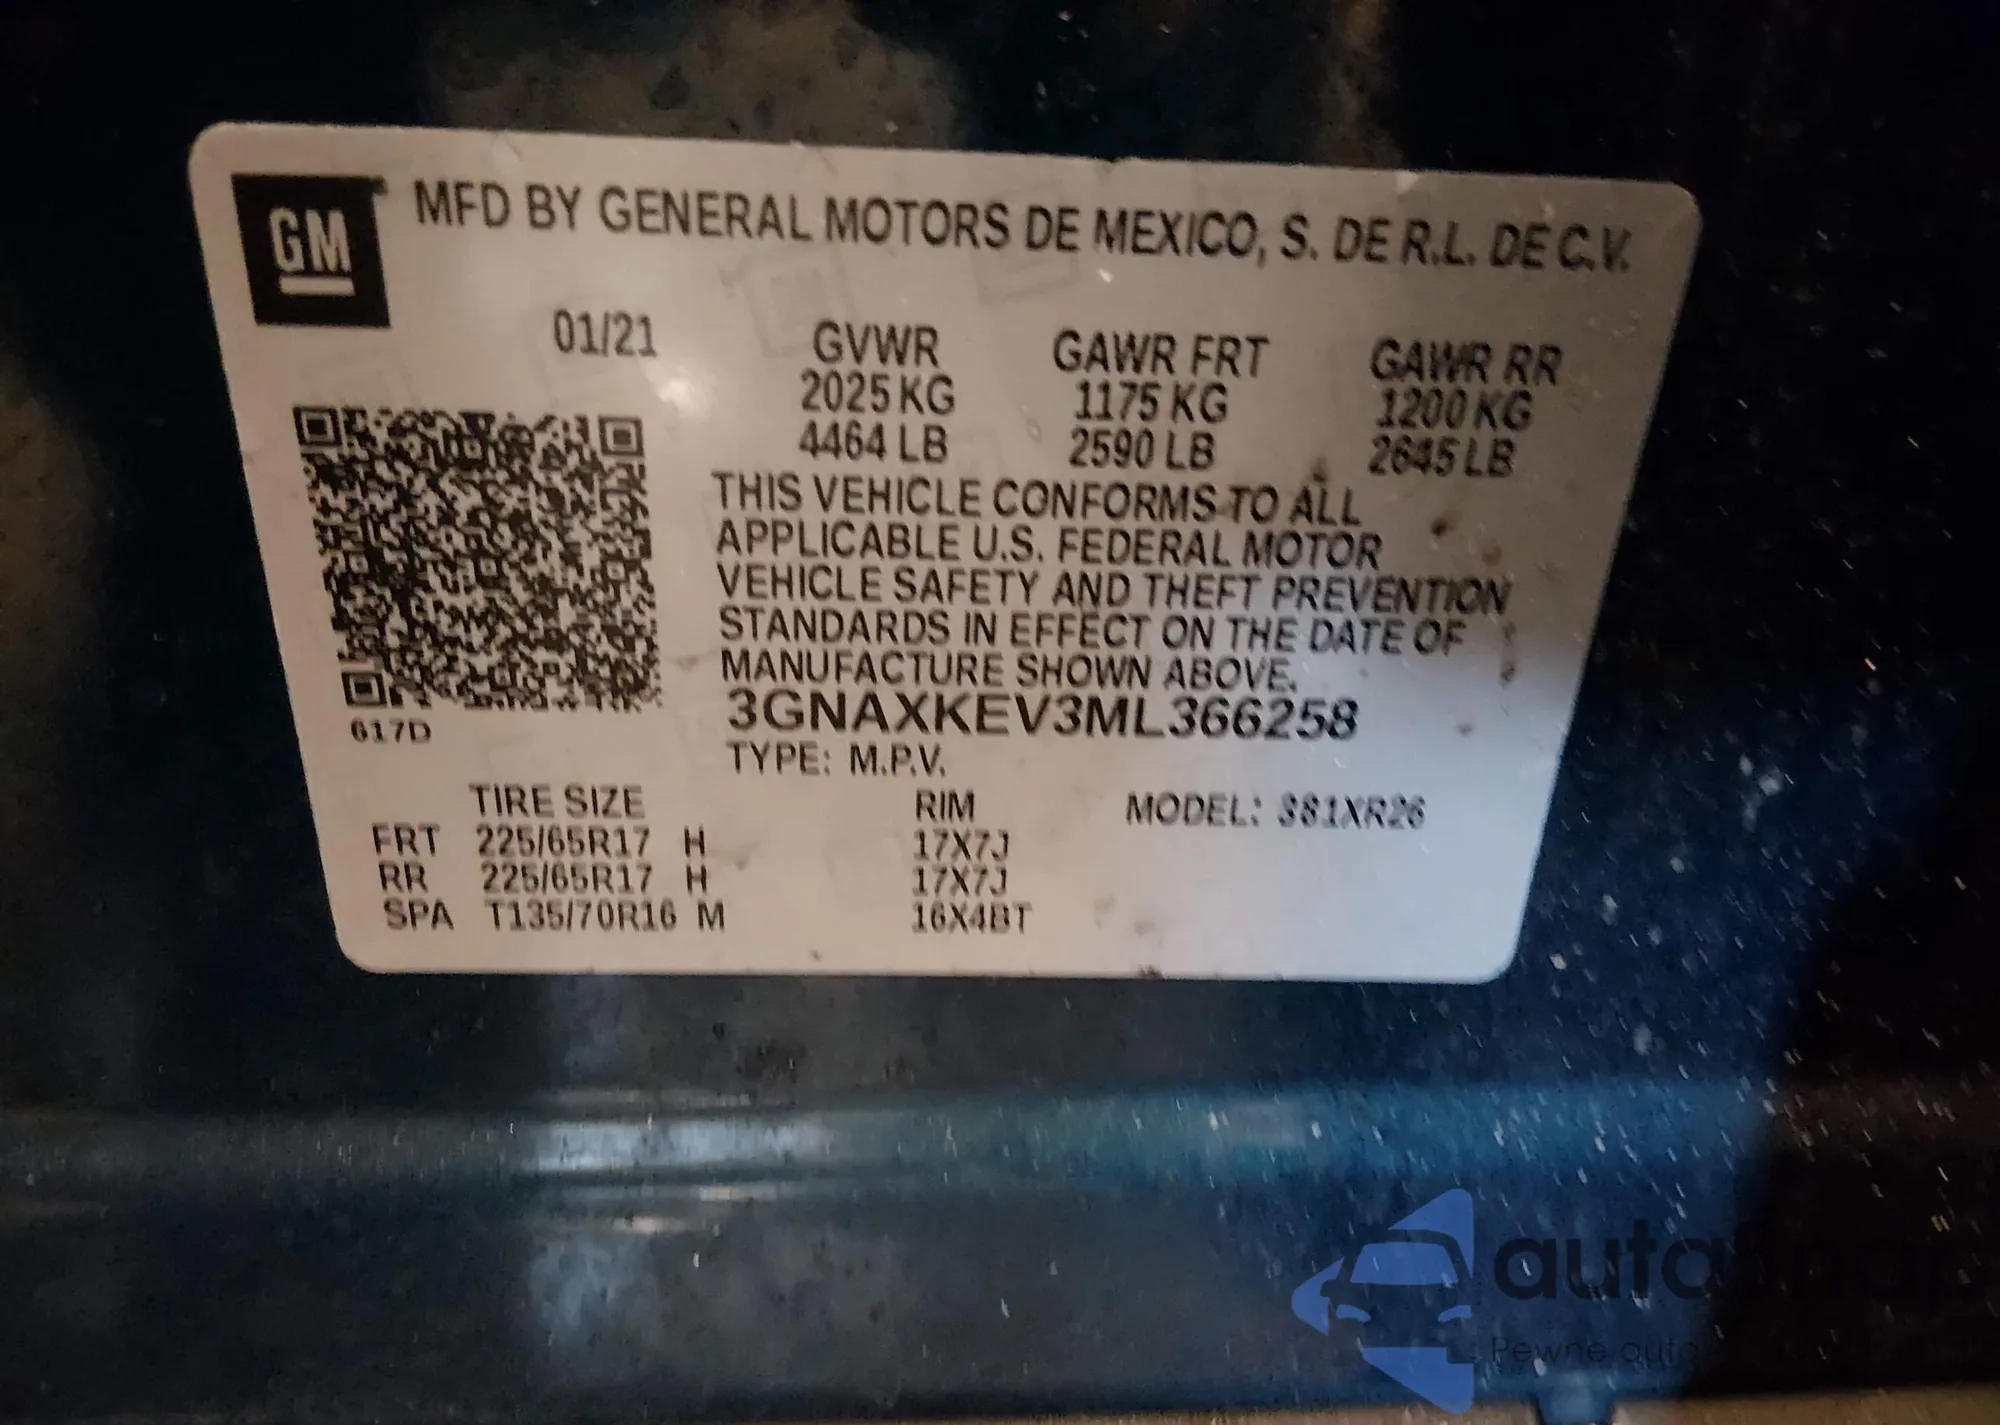 GM
MFD BY GENERAL MOTORS DE MEXICO, S. DE R.L. DE C.V.
01/21 GVWR GAWR FRT GAWR RR
2025 KG 1175 KG 1200 KG
4464 LB 2590 LB 2645 LB
THIS VEHICLE CONFORMS TO ALL
APPLICABLE U.S. FEDERAL MOTOR
VEHICLE SAFETY AND THEFT PREVENTION
STANDARDS IN EFFECT ON THE DATE OF
MANUFACTURE SHOWN ABOVE.
3GNAXKEV3ML366258
617D
TYPE: M.P.V.
TIRE SIZE RIM MODEL:
FRT 225/65R17 H 17X7J
RR 225/65R17 H 17X7J
SPA T135/70R16 M 16X4BT
Pewne auto